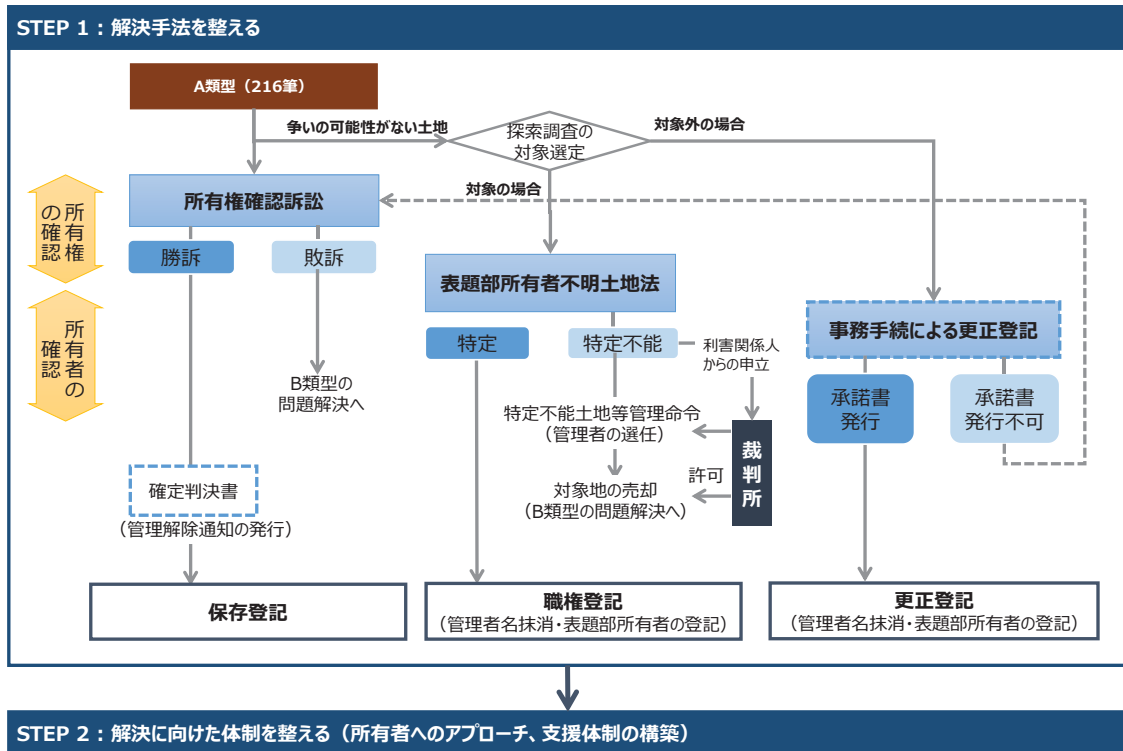 STEP 1：解決手法を整える
A類型（216筆）
争いの可能性がない土地
探索調査の
対象選定
対象外の場合
対象の場合
所有権
の確認
所有権確認訴訟
勝訴
敗訴
表題部所有者不明土地法
特定
特定不能
利害関係人
からの申立
事務手続による更正登記
承諾書
発行
承諾書
発行不可
所有者の
確認
B類型の
問題解決へ
特定不能土地等管理命令
（管理者の選任）
裁判所
許可
対象地の売却
（B類型の問題解決へ）
確定判決書
（管理解除通知の発行）
保存登記
職権登記
（管理者名抹消・表題部所有者の登記）
更正登記
（管理者名抹消・表題部所有者の登記）
STEP 2：解決に向けた体制を整える（所有者へのアプローチ、支援体制の構築）